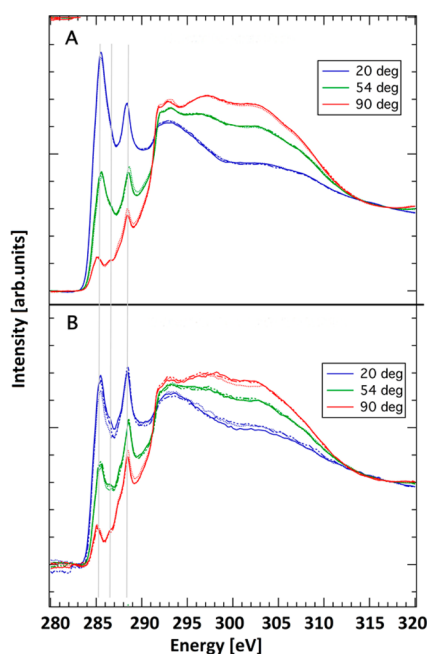 A
20 deg
54 deg
90 deg
Intensity [arb.units]
B
20 deg
54 deg
90 deg
280 285 290 295 300 305 310 315 320
Energy [eV]